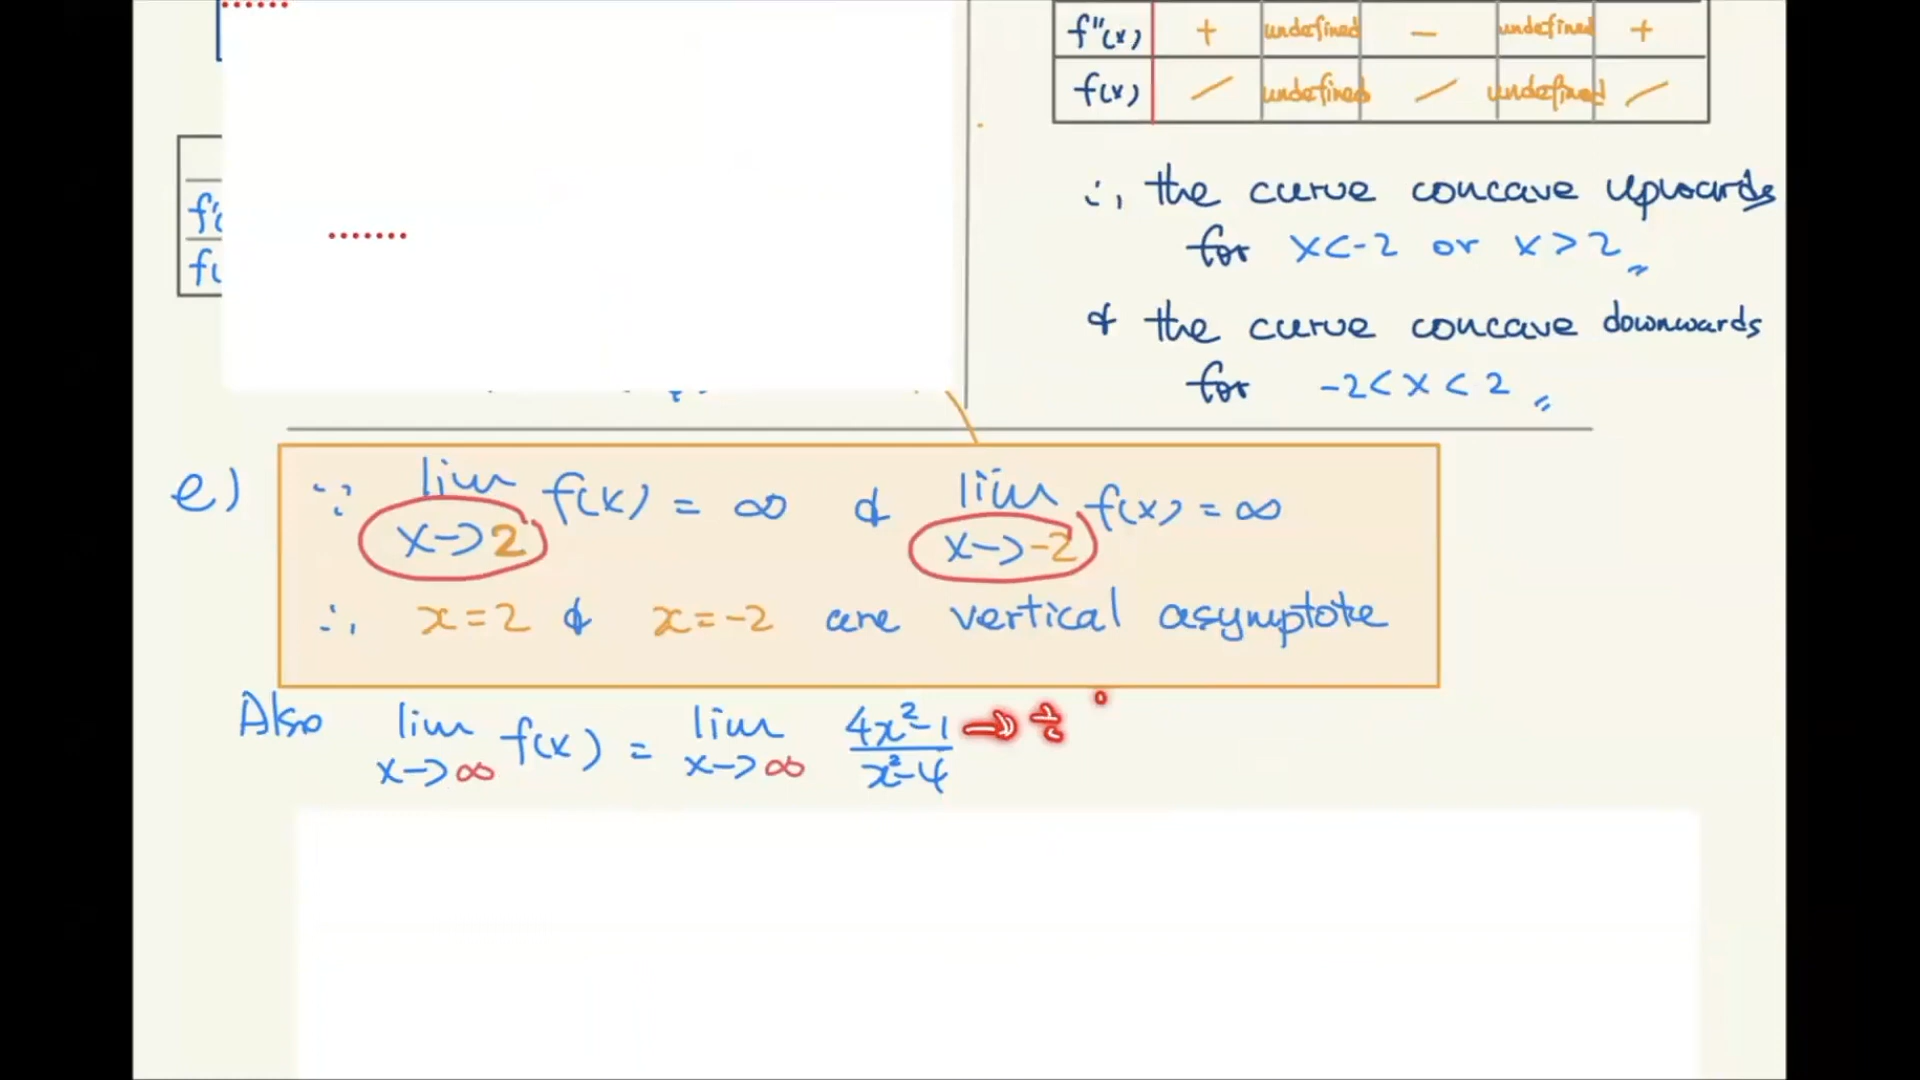 f''(x) + undefined − undefined +
f(x) / undefined / undefined /
∴ the curve concave upwards
for x<-2 or x>2
& the curve concave downwards
for -2<x<2
e) ∵ lim x→2 f(x) = ∞ & lim x→-2 f(x) = ∞
∴ x=2 & x=-2 are vertical asymptote
Also lim x→∞ f(x) = lim x→∞ (4x²-1)/(x²-4) → ÷